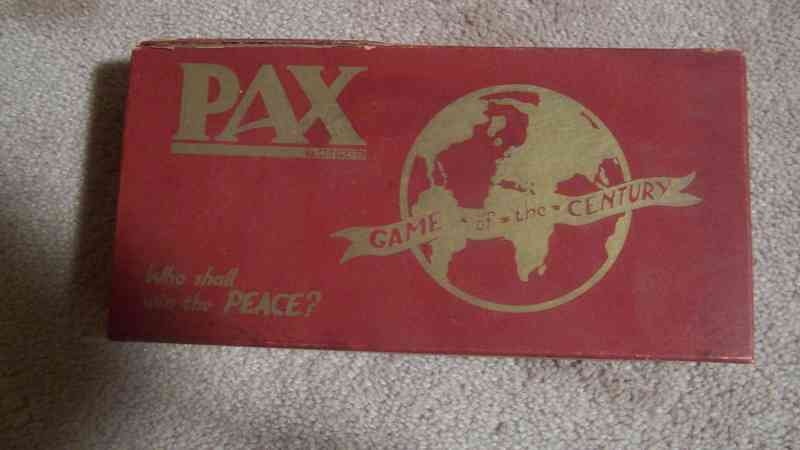 PAX
GAME of the CENTURY
Who shall
win the PEACE?